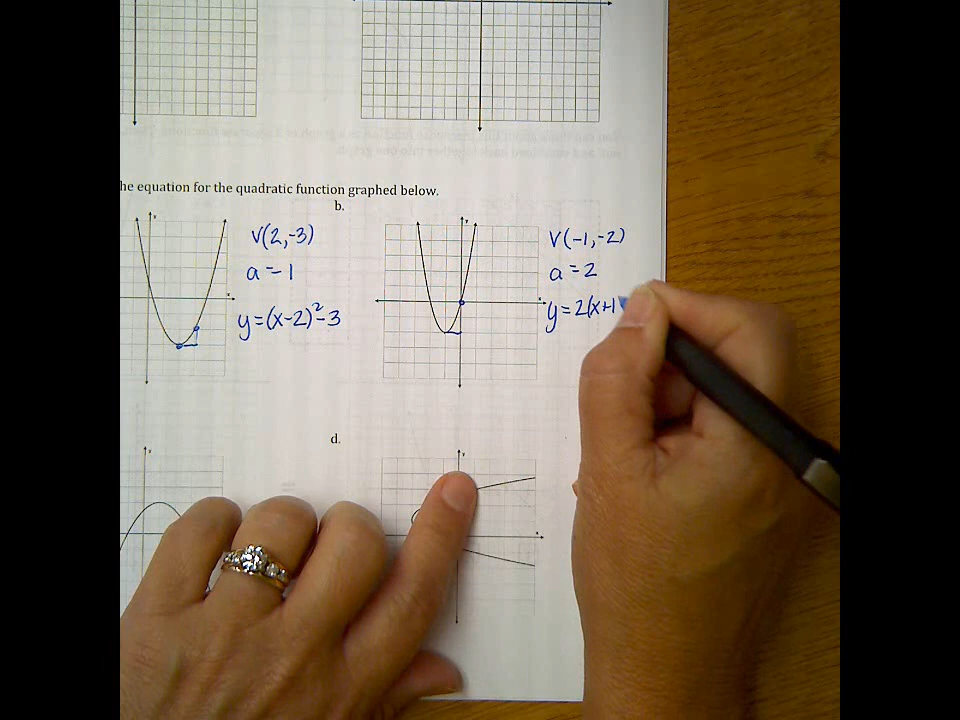 he equation for the quadratic function graphed below.
b.
y
x
V(2,-3)
a=-1
y=(x-2)²-3
y
x
V(-1,-2)
a=2
y=2(x+1
d.
y
y
x